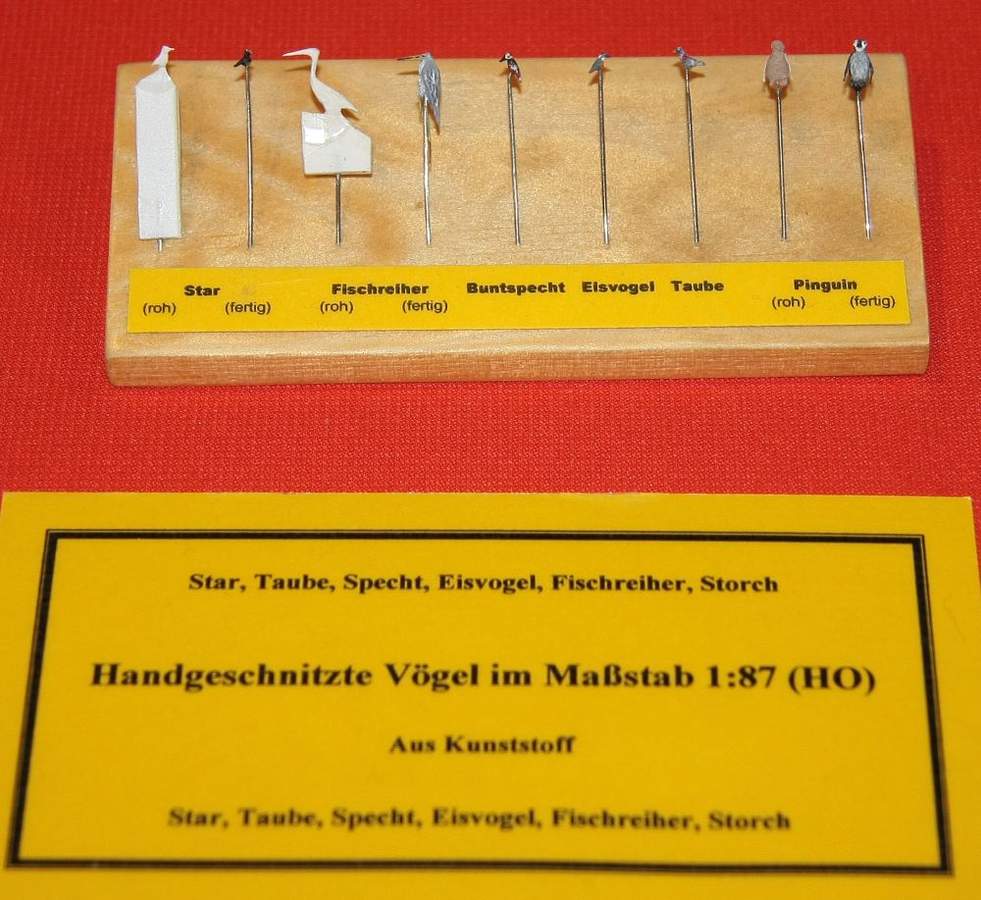 Star Fischreiher Buntspecht Eisvogel Taube Pinguin
(roh) (fertig) (roh) (fertig) (roh) (fertig)
Star, Taube, Specht, Eisvogel, Fischreiher, Storch
Handgeschnitzte Vögel im Maßstab 1:87 (HO)
Aus Kunststoff
Star, Taube, Specht, Eisvogel, Fischreiher, Storch